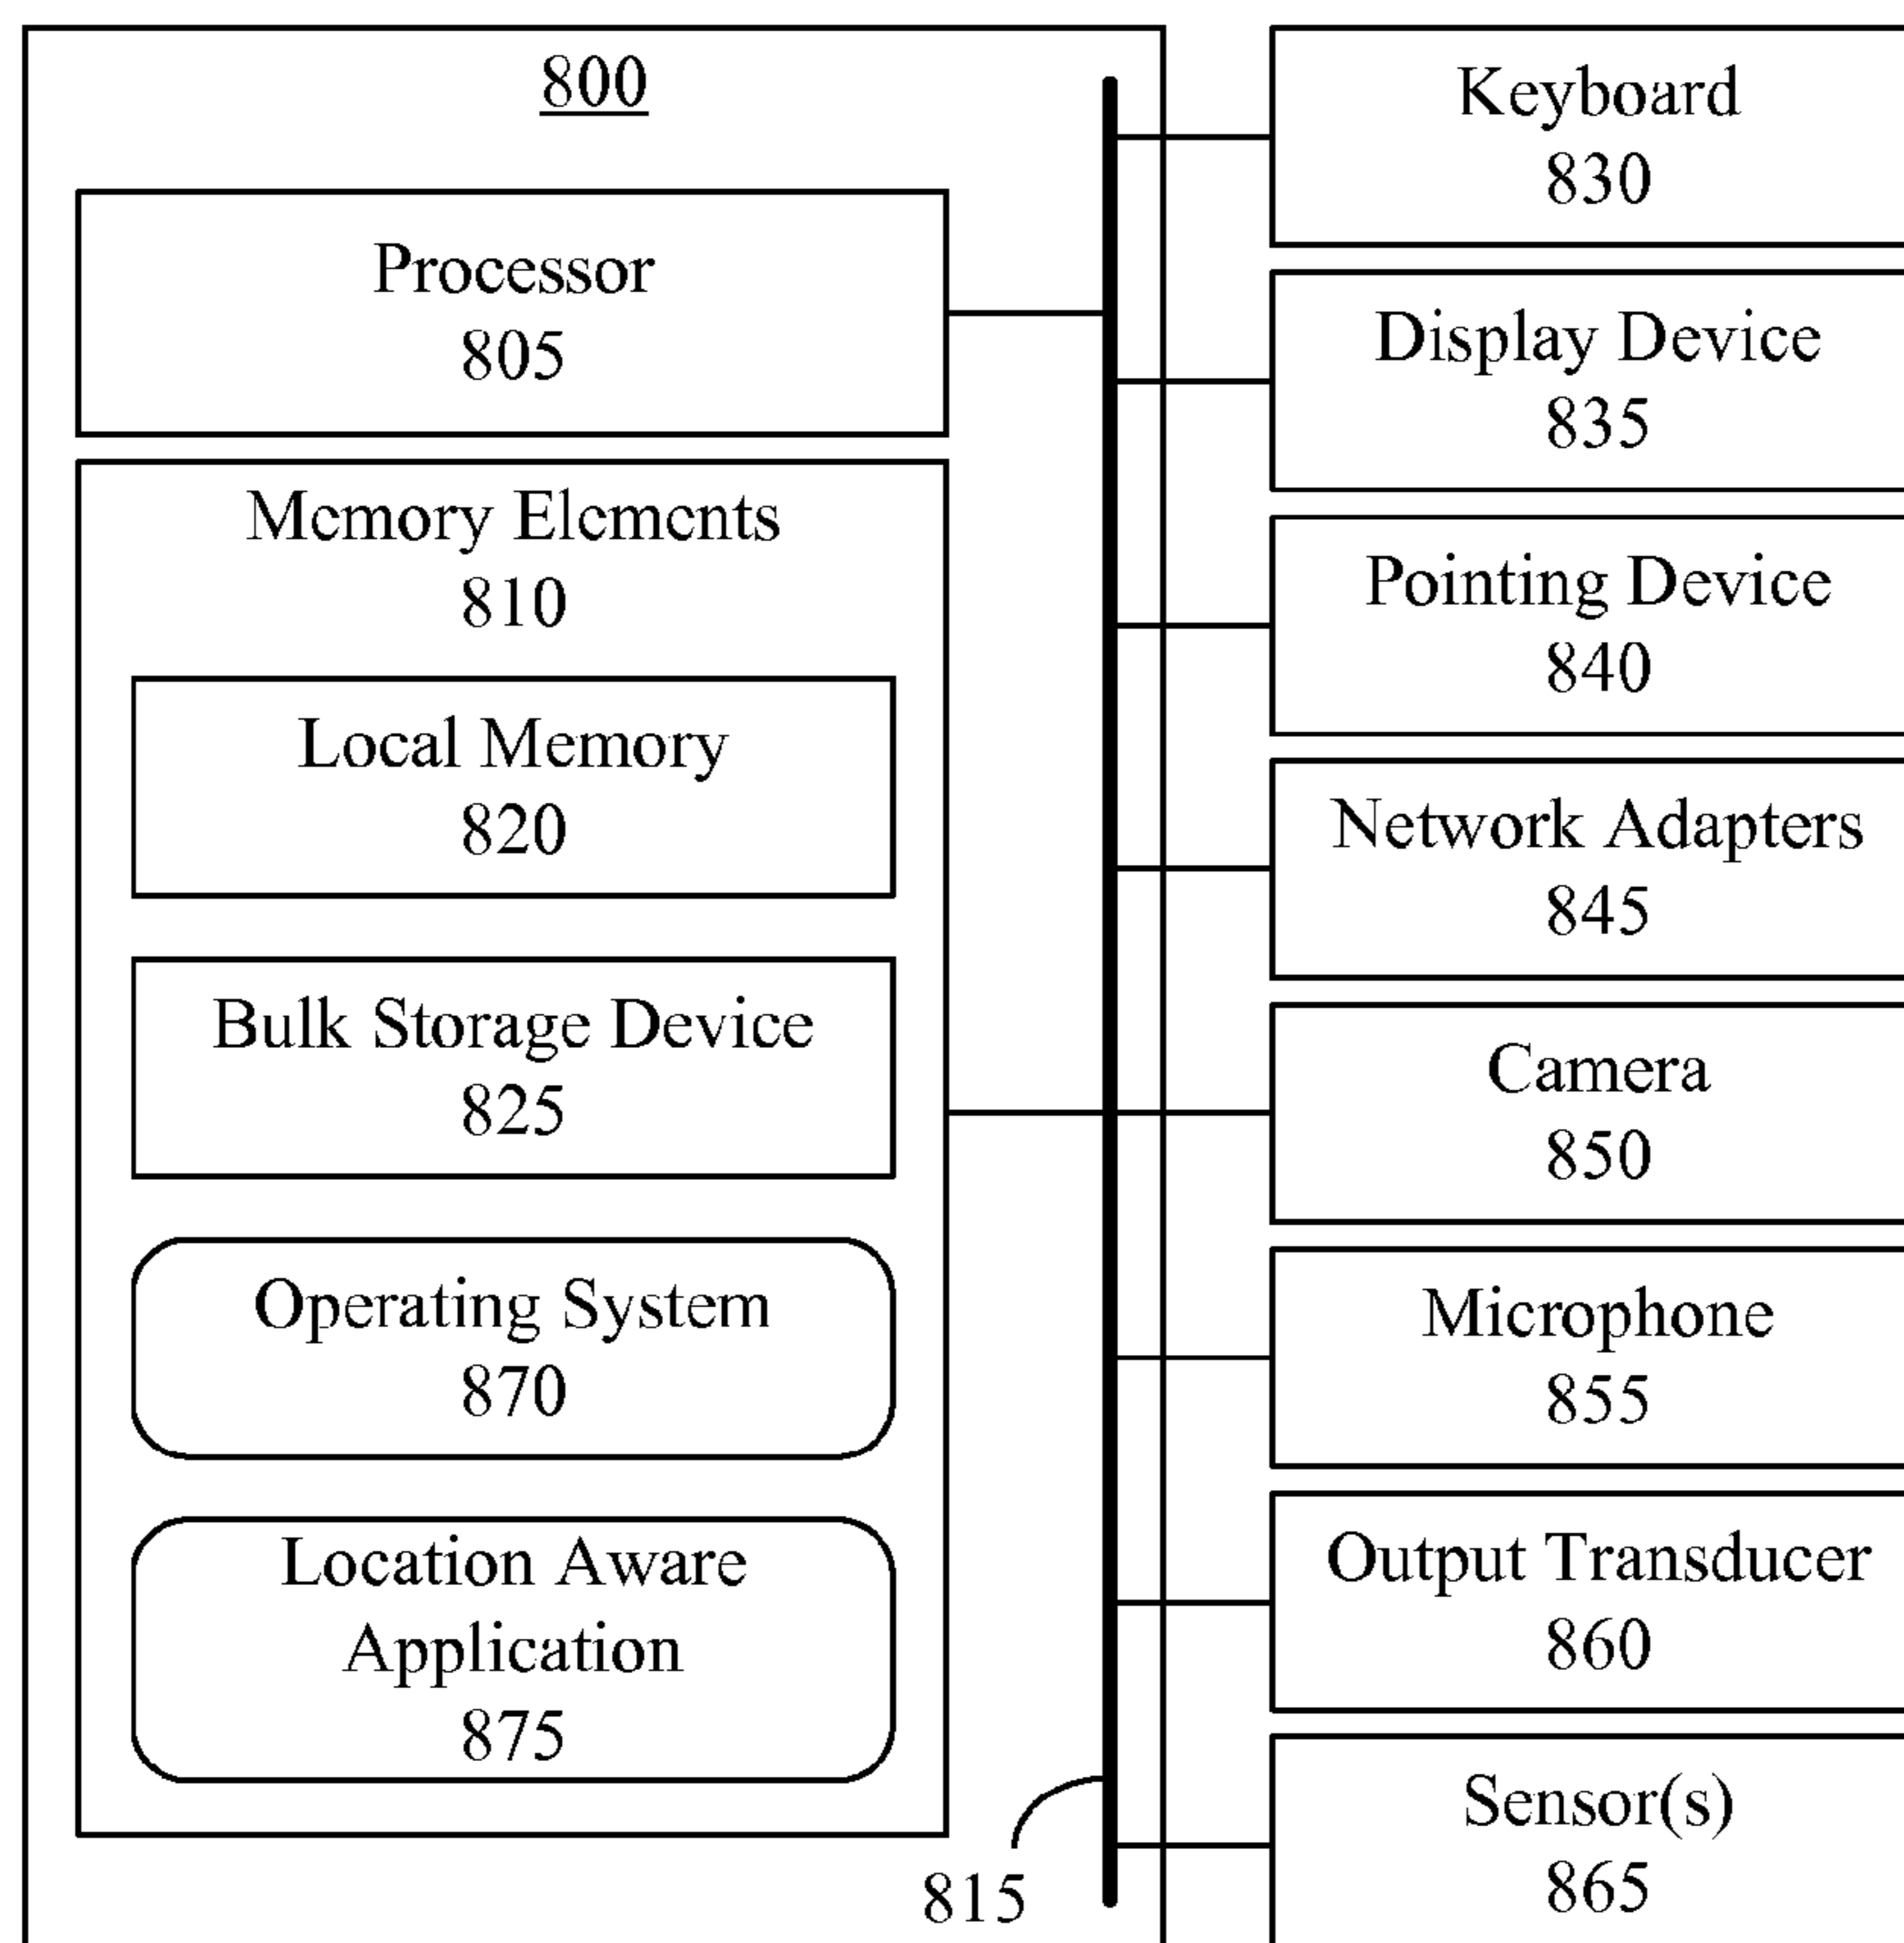 800
Processor
805
Memory Elements
810
Local Memory
820
Bulk Storage Device
825
Operating System
870
Location Aware
Application
875
815
Keyboard
830
Display Device
835
Pointing Device
840
Network Adapters
845
Camera
850
Microphone
855
Output Transducer
860
Sensor(s)
865